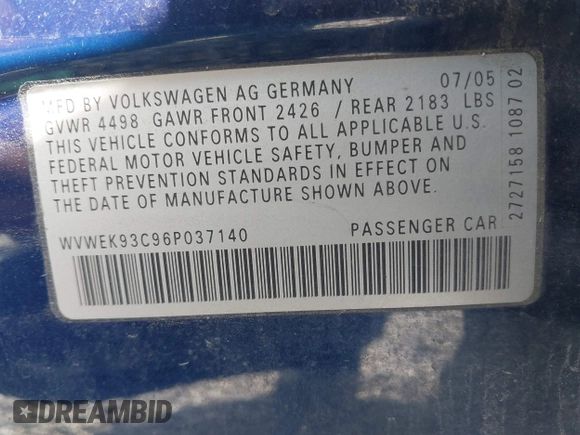 MFD BY VOLKSWAGEN AG GERMANY 07/05
GVWR 4498 GAWR FRONT 2426 / REAR 2183 LBS
THIS VEHICLE CONFORMS TO ALL APPLICABLE U.S.
FEDERAL MOTOR VEHICLE SAFETY, BUMPER AND
THEFT PREVENTION STANDARDS IN EFFECT ON
THE DATE OF MANUFACTURE SHOWN ABOVE.
WVWEK93C96P037140 PASSENGER CAR
2727158 1087 02
DREAMBID